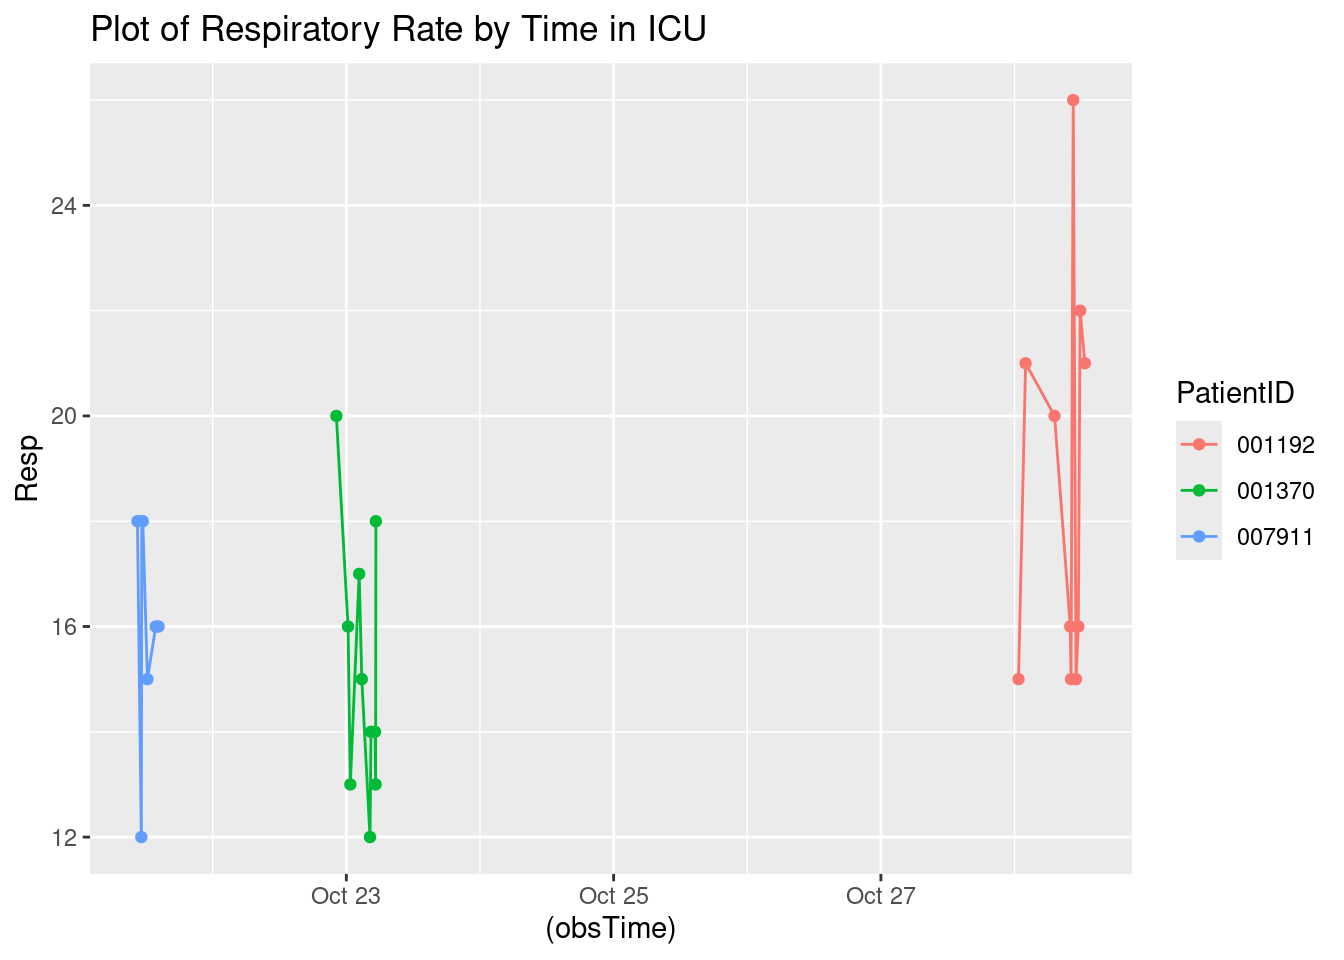 Plot of Respiratory Rate by Time in ICU
Resp
24
20
16
12
Oct 23 Oct 25 Oct 27
(obsTime)
PatientID
001192
001370
007911